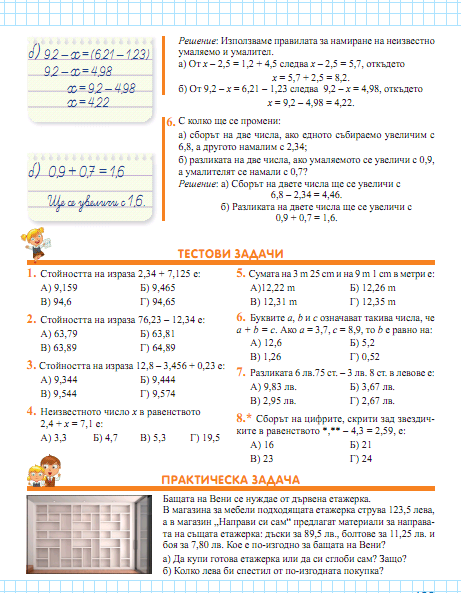 б) 9,2 – x = (6,21 – 1,23)
9,2 – x = 4,98
x = 9,2 – 4,98
x = 4,22
Решение: Използваме правилата за намиране на неизвестно
умаляемо и умалител.
а) От x – 2,5 = 1,2 + 4,5 следва x – 2,5 = 5,7, откъдето
x = 5,7 + 2,5 = 8,2.
б) От 9,2 – x = 6,21 – 1,23 следва 9,2 – x = 4,98, откъдето
x = 9,2 – 4,98 = 4,22.
6. С колко ще се промени:
а) сборът на две числа, ако едното събираемо увеличим с
6,8, а другото намалим с 2,34;
б) разликата на две числа, ако умаляемото се увеличи с 0,9,
а умалителят се намали с 0,7?
Решение: а) Сборът на двете числа ще се увеличи с
6,8 – 2,34 = 4,46.
б) Разликата на двете числа ще се увеличи с
0,9 + 0,7 = 1,6.
б) 0,9 + 0,7 = 1,6
Ще се увеличи с 1,6.
ТЕСТОВИ ЗАДАЧИ
1. Стойността на израза 2,34 + 7,125 е:
А) 9,159 Б) 9,465
В) 94,6 Г) 94,65
2. Стойността на израза 76,23 – 12,34 е:
А) 63,79 Б) 63,81
В) 63,89 Г) 64,89
3. Стойността на израза 12,8 – 3,456 + 0,23 е:
А) 9,344 Б) 9,444
В) 9,544 Г) 9,574
4. Неизвестното число x в равенството
2,4 + x = 7,1 е:
А) 3,3 Б) 4,7 В) 5,3 Г) 19,5
5. Сумата на 3 m 25 cm и на 9 m 1 cm в метри е:
А)12,22 m Б) 12,26 m
В) 12,31 m Г) 12,35 m
6. Буквите a, b и c означават такива числа, че
a + b = c. Ако a = 3,7, c = 8,9, то b е равно на:
А) 12,6 Б) 5,2
В) 1,26 Г) 0,52
7. Разликата 6 лв.75 ст. – 3 лв. 8 ст. в левове е:
А) 9,83 лв. Б) 3,67 лв.
В) 2,95 лв. Г) 2,67 лв.
8.* Сборът на цифрите, скрити зад звездич-
ките в равенството *,** – 4,3 = 2,59, е:
А) 16 Б) 21
В) 23 Г) 24
ПРАКТИЧЕСКА ЗАДАЧА
Бащата на Вени се нуждае от дървена етажерка.
В магазина за мебели подходящата етажерка струва 123,5 лева,
а в магазин „Направи си сам“ предлагат материали за направа-
та на същата етажерка: дъски за 89,5 лв., болтове за 11,25 лв. и
боя за 7,80 лв. Кое е по-изгодно за бащата на Вени?
а) Да купи готова етажерка или да си сглоби сам? Защо?
б) Колко лева би спестил от по-изгодната покупка?